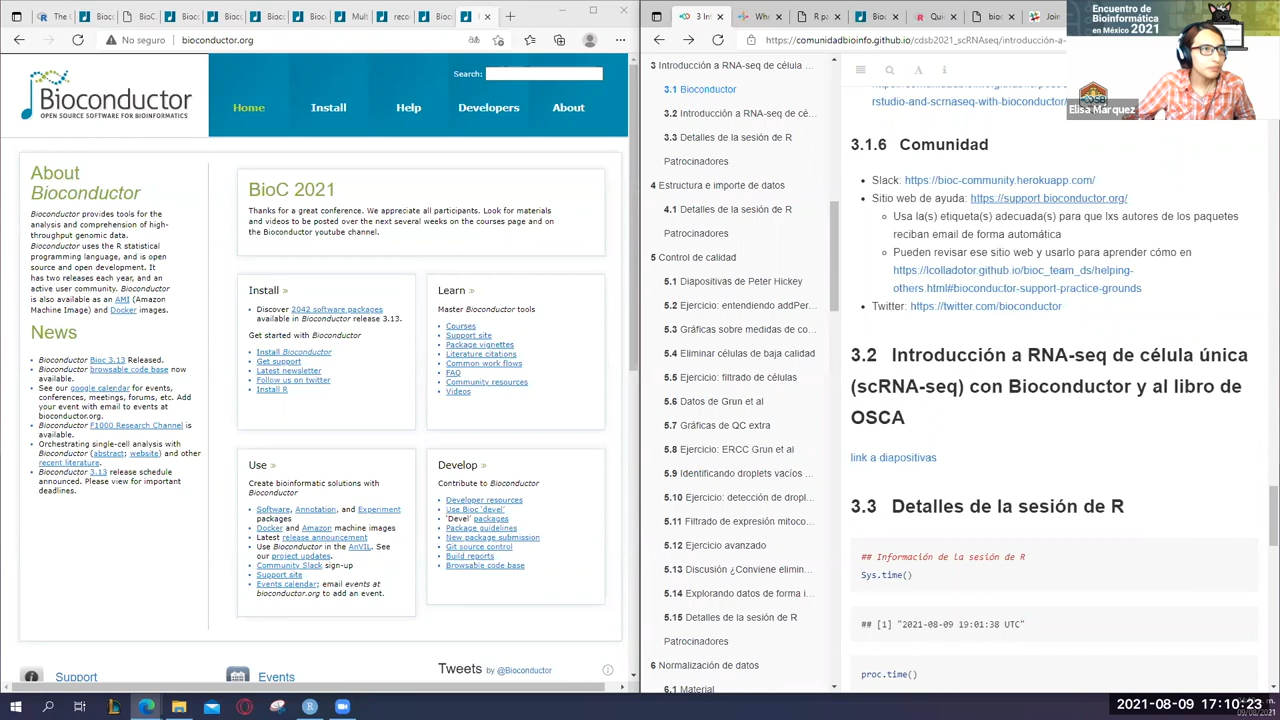 No seguro
bioconductor.org
Search:
Bioconductor
OPEN SOURCE SOFTWARE FOR BIOINFORMATICS
Home
Install
Help
Developers
About
About
Bioconductor
Bioconductor provides tools for the
analysis and comprehension of high-
throughput genomic data.
Bioconductor uses the R statistical
programming language, and is open
source and open development. It
has two releases each year, and an
active user community. Bioconductor
is also available as an AMI (Amazon
Machine Image) and Docker images.
News
Bioconductor Bioc 3.13 Released.
Bioconductor browsable code base now
available.
See our google calendar for events,
conferences, meetings, forums, etc. Add
your event with email to events at
bioconductor.org.
Bioconductor F1000 Research Channel is
available.
Orchestrating single-cell analysis with
Bioconductor (abstract; website) and other
recent literature.
Bioconductor 3.13 release schedule
announced. Please view for important
deadlines.
BioC 2021
Thanks for a great conference. We appreciate all participants. Look for materials
and videos to be posted over the next several weeks on the courses page and on
the Bioconductor youtube channel.
Install »
Discover 2042 software packages
available in Bioconductor release 3.13.
Get started with Bioconductor
Install Bioconductor
Get support
Latest newsletter
Follow us on twitter
Install R
Learn »
Master Bioconductor tools
Courses
Support site
Package vignettes
Literature citations
Common work flows
FAQ
Community resources
Videos
Use »
Create bioinformatic solutions with
Bioconductor
Software, Annotation, and Experiment
packages
Docker and Amazon machine images
Latest release announcement
Use Bioconductor in the AnVIL. See
our project updates.
Community Slack sign-up
Support site
Events calendar; email events at
bioconductor.org to add an event.
Develop »
Contribute to Bioconductor
Developer resources
Use Bioc 'devel'
'Devel' packages
Package guidelines
New package submission
Git source control
Build reports
Browsable code base
Support
Events
Tweets by @Bioconductor
https://comunidadbioinfo.github.io/cdsb2021_scRNAseq/introducción-a-
3 Introducción a RNA-seq de célula ...
3.1 Bioconductor
3.2 Introducción a RNA-seq de cé...
3.3 Detalles de la sesión de R
Patrocinadores
4 Estructura e importe de datos
4.1 Detalles de la sesión de R
Patrocinadores
5 Control de calidad
5.1 Diapositivas de Peter Hickey
5.2 Ejercicio: entendiendo addPer...
5.3 Gráficas sobre medidas de co...
5.4 Eliminar células de baja calidad
5.5 Ejercicio: filtrado de células
5.6 Datos de Grun et al
5.7 Gráficas de QC extra
5.8 Ejercicio: ERCC Grun et al
5.9 Identificando droplets vacíos ...
5.10 Ejercicio: detección de dropl...
5.11 Filtrado de expresión mitoco...
5.12 Ejercicio avanzado
5.13 Discusión ¿Conviene elimin...
5.14 Explorando datos de forma i...
5.15 Detalles de la sesión de R
Patrocinadores
6 Normalización de datos
6.1 Material
rstudio-and-scrnaseq-with-bioconductor/
3.1.6 Comunidad
Slack: https://bioc-community.herokuapp.com/
Sitio web de ayuda: https://support.bioconductor.org/
Usa la(s) etiqueta(s) adecuada(s) para que lxs autores de los paquetes
reciban email de forma automática
Pueden revisar ese sitio web y usarlo para aprender cómo en
https://lcolladotor.github.io/bioc_team_ds/helping-
others.html#bioconductor-support-practice-grounds
Twitter: https://twitter.com/bioconductor
3.2 Introducción a RNA-seq de célula única
(scRNA-seq) con Bioconductor y al libro de
OSCA
link a diapositivas
3.3 Detalles de la sesión de R
## Información de la sesión de R
Sys.time()
## [1] "2021-08-09 19:01:38 UTC"
proc.time()
Encuentro de
Bioinformática
en México 2021
CDSB
Elisa Márquez
2021-08-09 17:10:23